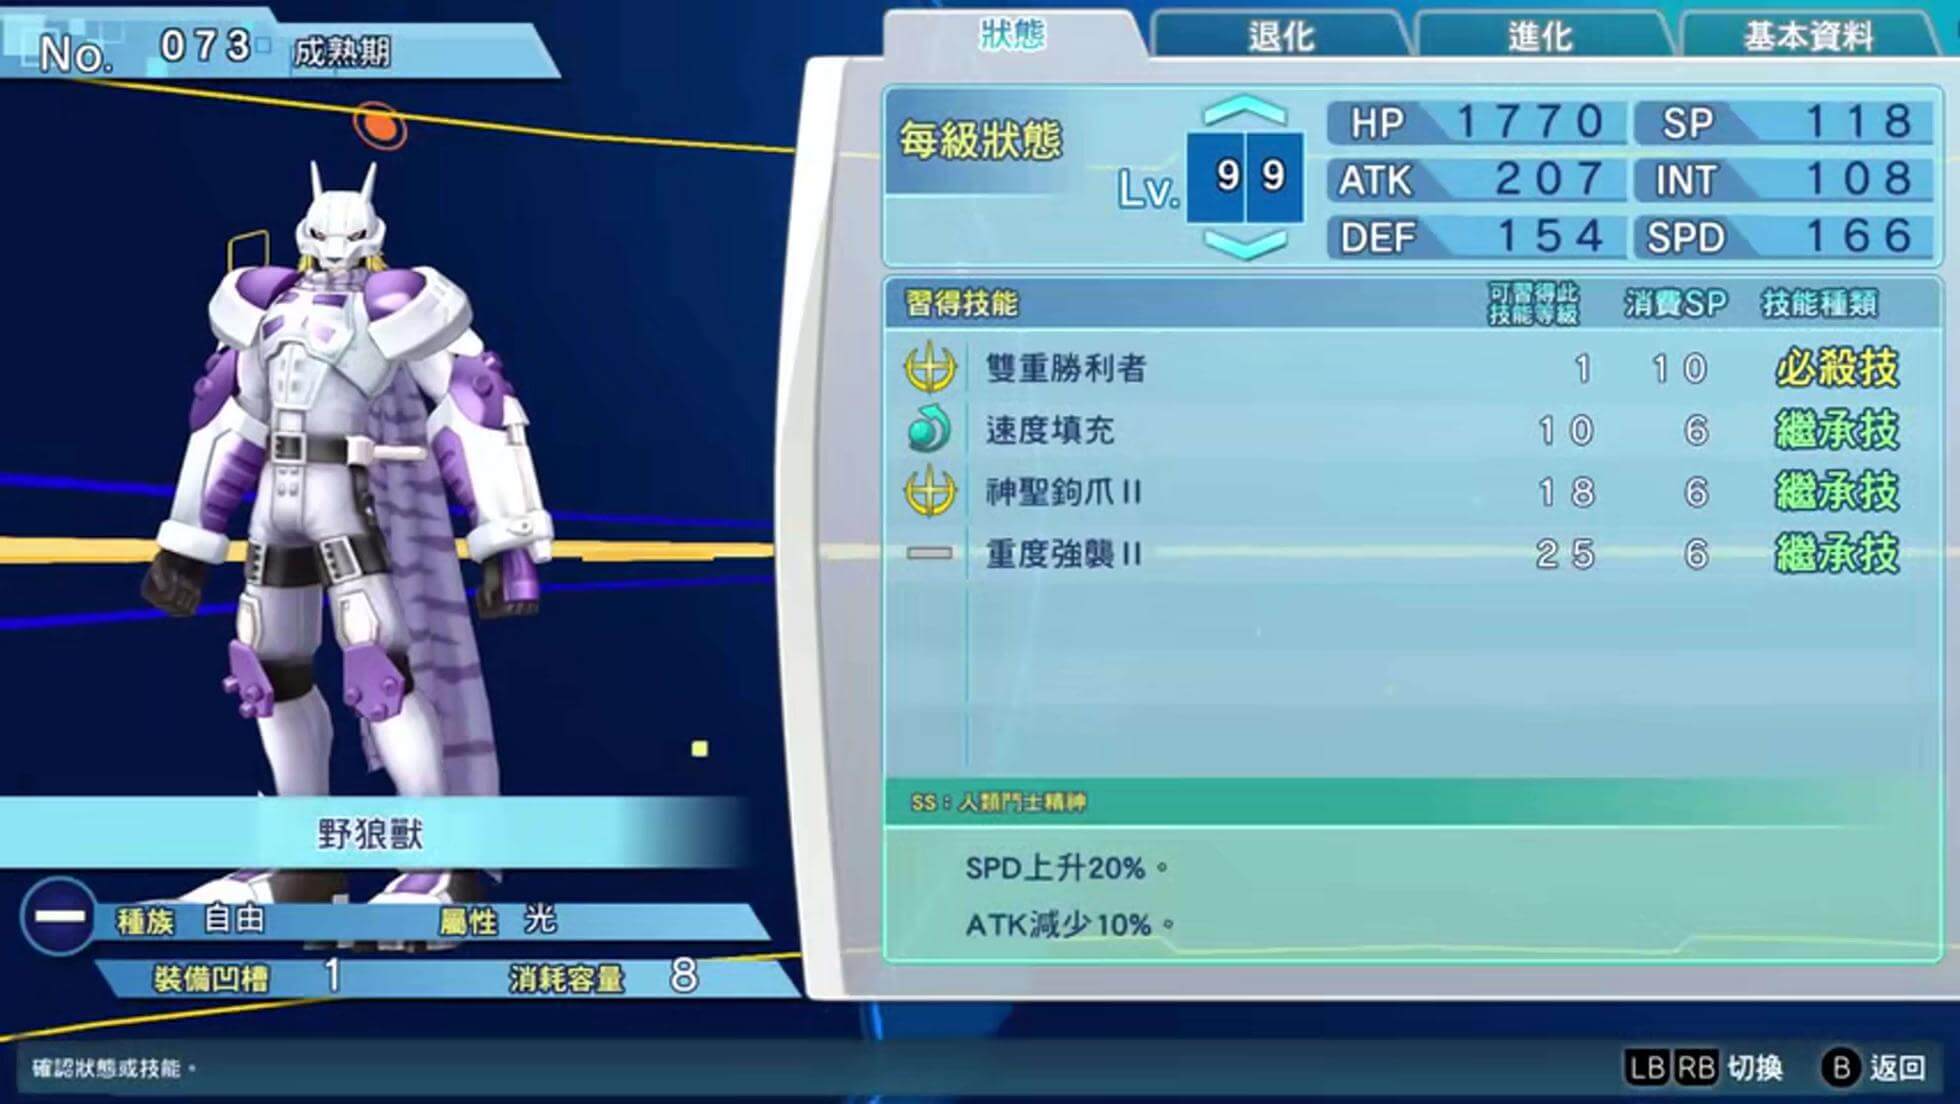 No. 073 成熟期
狀態 退化 進化 基本資料
每級狀態
Lv. 99
HP 1770 SP 118
ATK 207 INT 108
DEF 154 SPD 166
習得技能 可習得此技能等級 消費SP 技能種類
雙重勝利者 1 10 必殺技
速度填充 10 6 繼承技
神聖鉤爪II 18 6 繼承技
重度強襲II 25 6 繼承技
SS：人類鬥士精神
SPD上升20%。
ATK減少10%。
野狼獸
種族 自由 屬性 光
裝備凹槽 1 消耗容量 8
確認狀態或技能。
LB RB 切換 B 返回